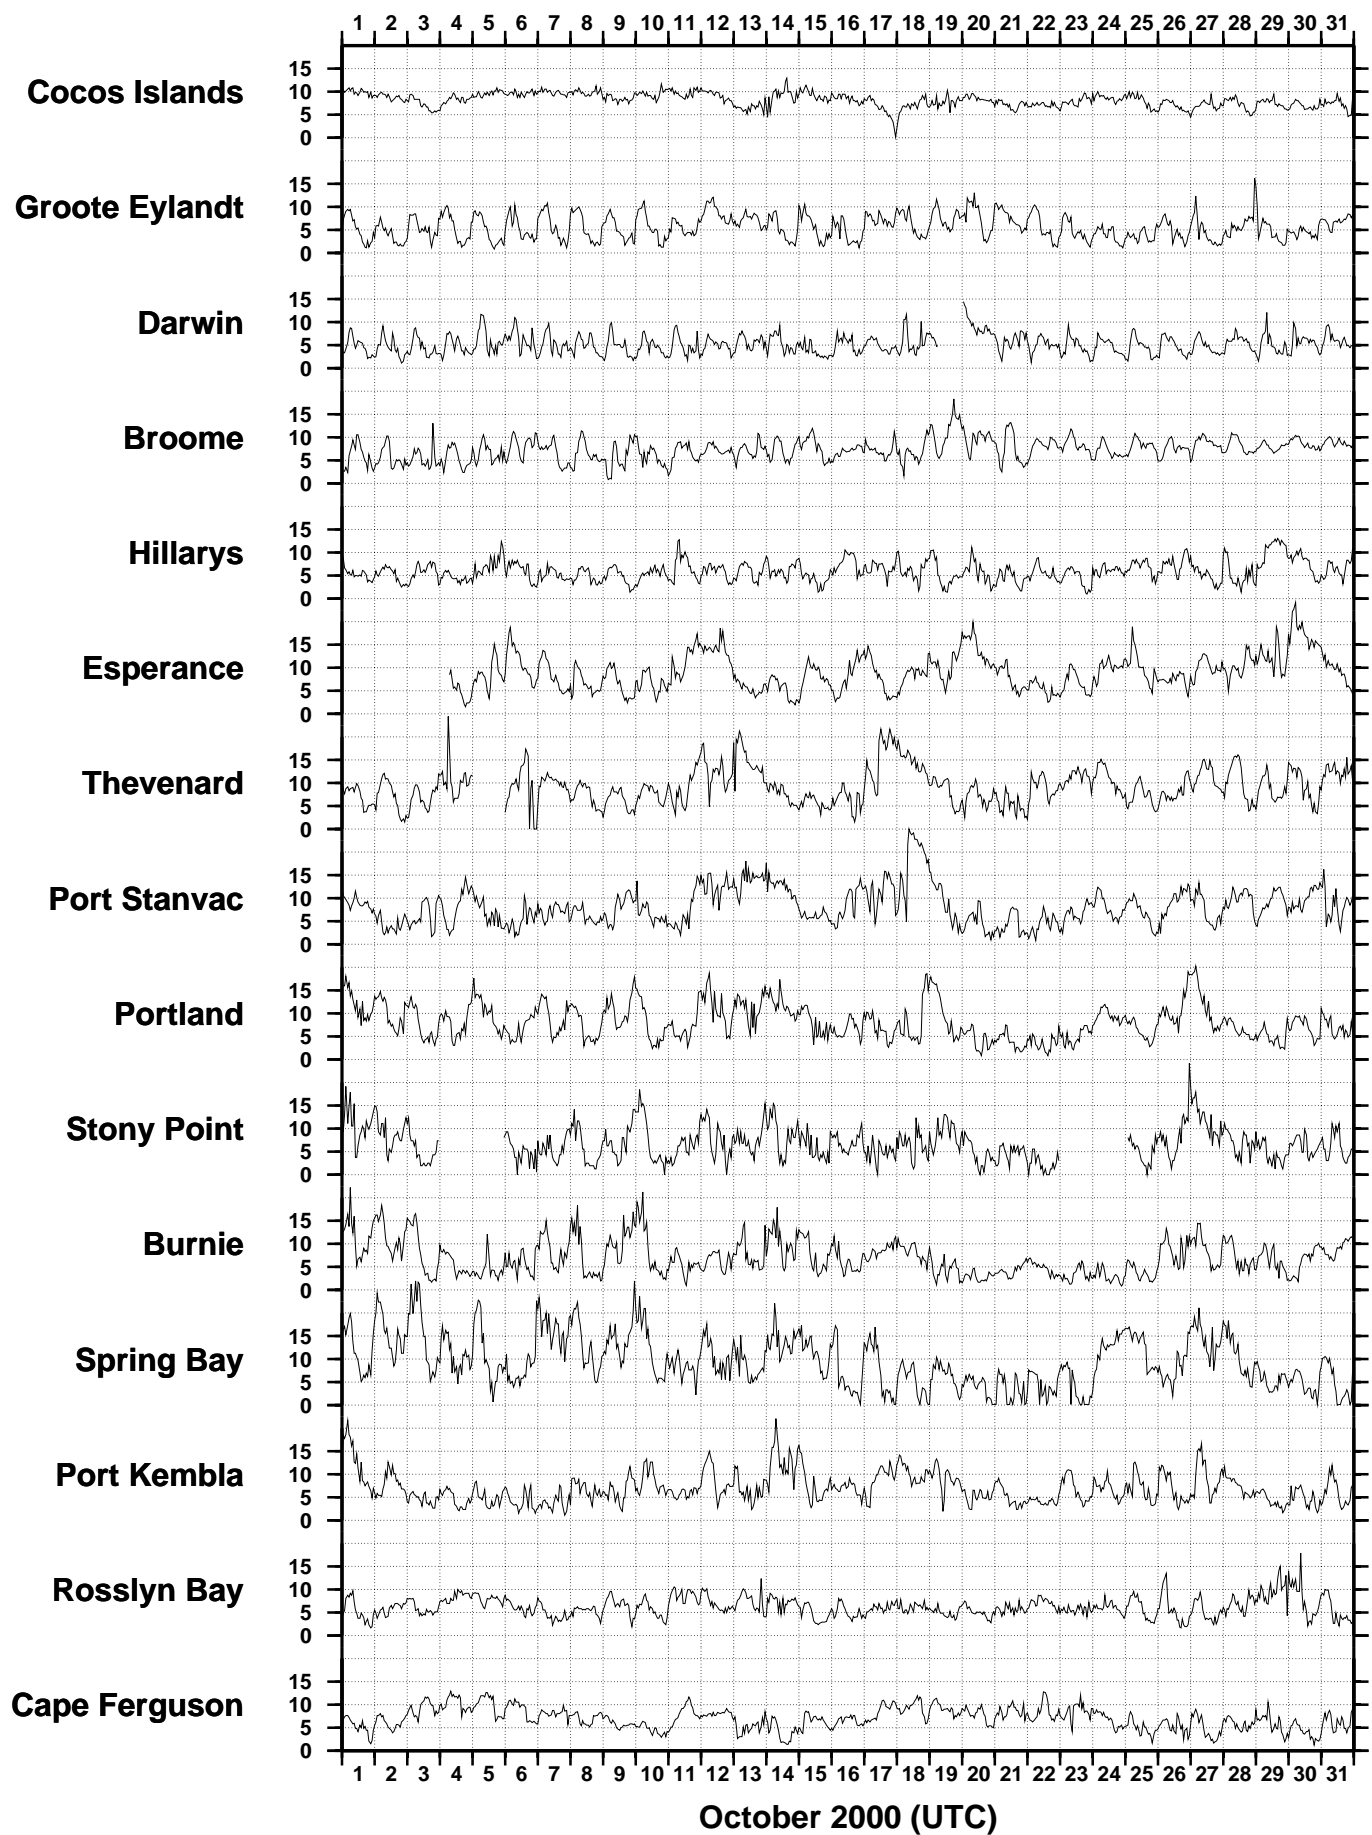 1 2 3 4 5 6 7 8 9 10 11 12 13 14 15 16 17 18 19 20 21 22 23 24 25 26 27 28 29 30 31
15
Cocos Islands 10
5
0
15
Groote Eylandt 10
5
0
15
Darwin 10
5
0
15
Broome 10
5
0
15
Hillarys 10
5
0
15
Esperance 10
5
0
15
Thevenard 10
5
0
15
Port Stanvac 10
5
0
15
Portland 10
5
0
15
Stony Point 10
5
0
15
Burnie 10
5
0
15
Spring Bay 10
5
0
15
Port Kembla 10
5
0
15
Rosslyn Bay 10
5
0
15
Cape Ferguson 10
5
0
1 2 3 4 5 6 7 8 9 10 11 12 13 14 15 16 17 18 19 20 21 22 23 24 25 26 27 28 29 30 31
October 2000 (UTC)